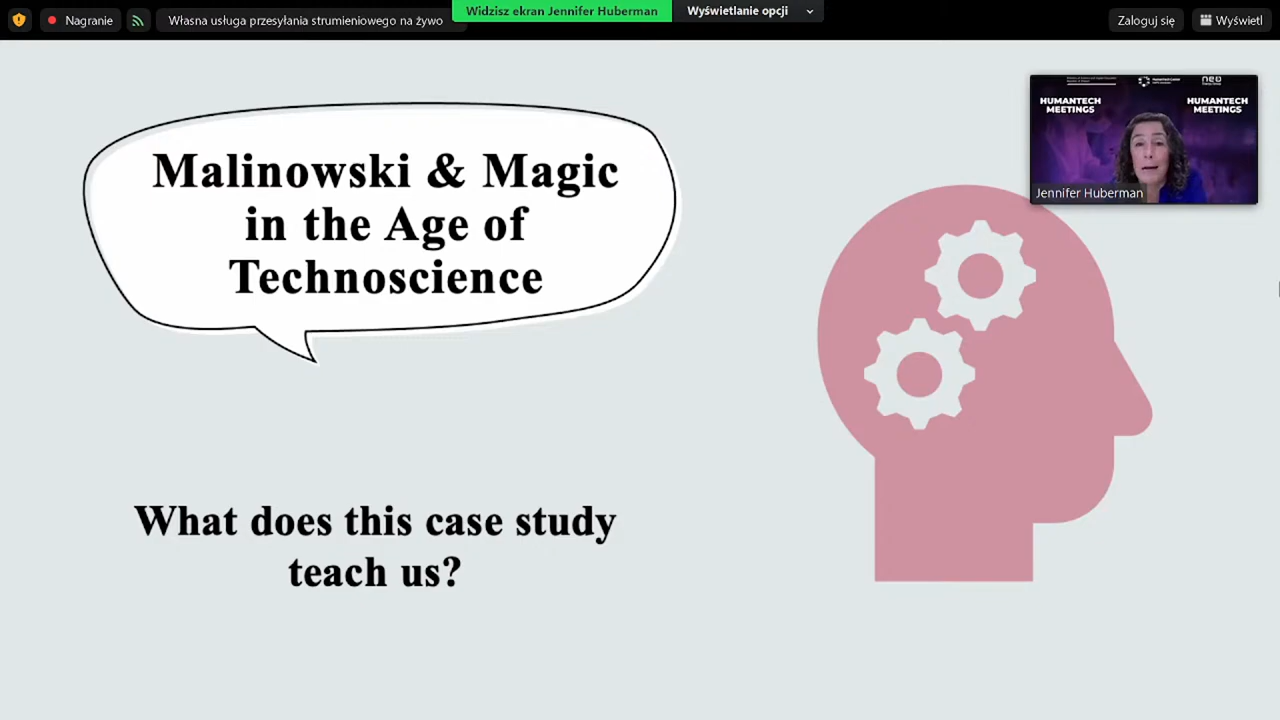 Nagranie
Własna usługa przesyłania strumieniowego na żywo
Widzisz ekran Jennifer Huberman
Wyświetlanie opcji
Zaloguj się
Wyświetl
HUMANTECH
MEETINGS
HUMANTECH
MEETINGS
Jennifer Huberman
Malinowski & Magic
in the Age of
Technoscience
What does this case study
teach us?